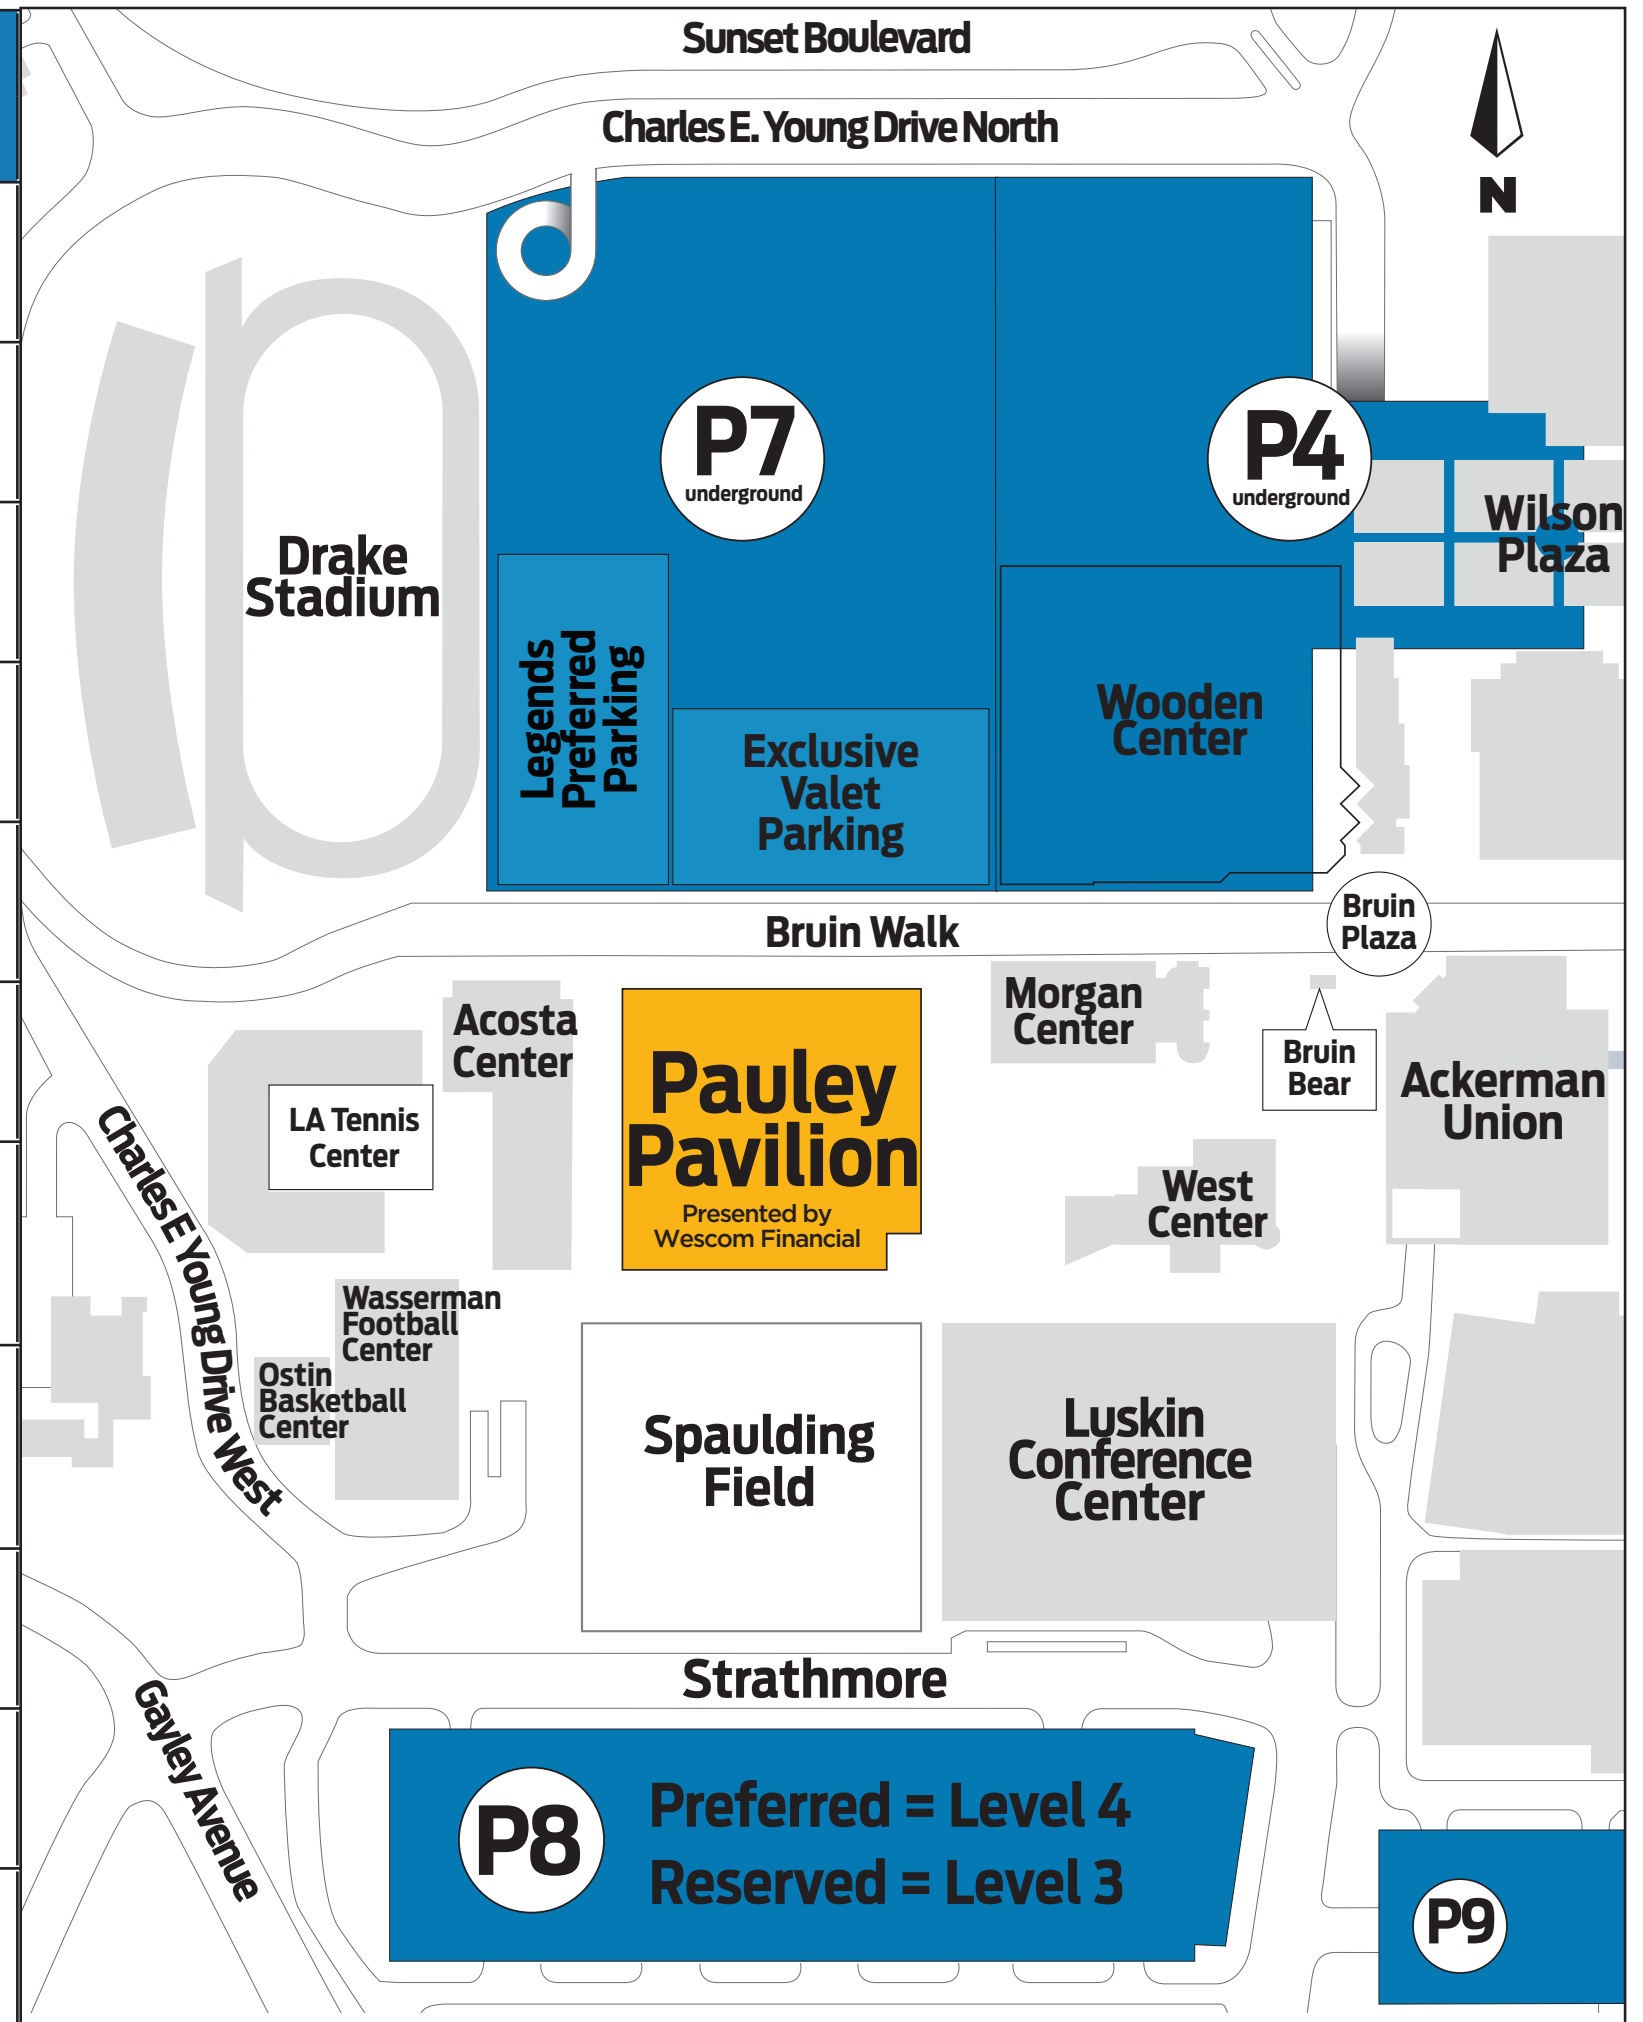 Sunset Boulevard
Charles E. Young Drive North
N
P7
underground
P4
underground
Wilson
Plaza
Drake
Stadium
Legends
Preferred
Parking
Exclusive
Valet
Parking
Wooden
Center
Bruin Walk
Bruin
Plaza
Acosta
Center
Morgan
Center
Bruin
Bear
Ackerman
Union
LA Tennis
Center
Pauley
Pavilion
Presented by
Wescom Financial
West
Center
Charles E Young Drive West
Wasserman
Football
Center
Ostin
Basketball
Center
Spaulding
Field
Luskin
Conference
Center
Strathmore
Gayley Avenue
P8
Preferred = Level 4
Reserved = Level 3
P9